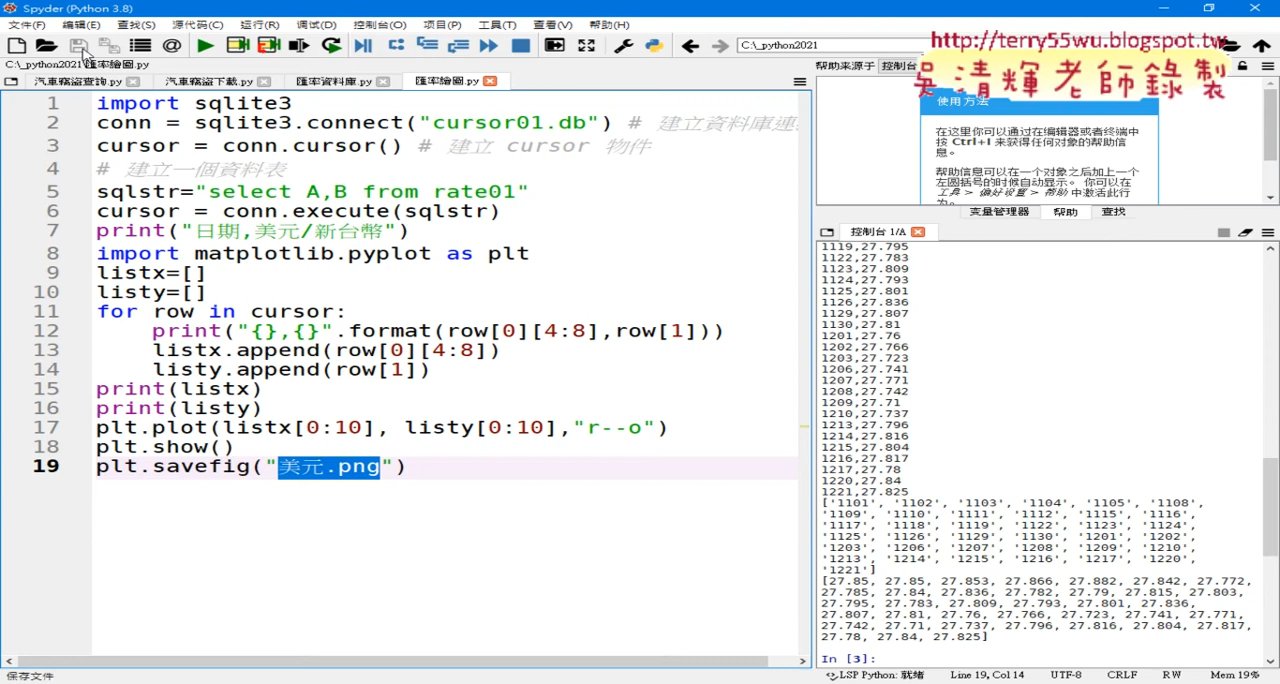 Spyder (Python 3.8)
文件(F) 编辑(E) 查找(S) 源代码(C) 运行(R) 调试(D) 控制台(O) 项目(P) 工具(T) 查看(V) 帮助(H)
C:\_python2021
http://terry55wu.blogspot.tw
吳清輝老師錄製
C:\_python2021\匯率繪圖.py
汽車竊盜查詢.py 汽車竊盜下載.py 匯率資料庫.py 匯率繪圖.py
1 import sqlite3
2 conn = sqlite3.connect("cursor01.db") # 建立資料庫連
3 cursor = conn.cursor() # 建立 cursor 物件
4 # 建立一個資料表
5 sqlstr="select A,B from rate01"
6 cursor = conn.execute(sqlstr)
7 print("日期,美元/新台幣")
8 import matplotlib.pyplot as plt
9 listx=[]
10 listy=[]
11 for row in cursor:
12 print("{},{}".format(row[0][4:8],row[1]))
13 listx.append(row[0][4:8])
14 listy.append(row[1])
15 print(listx)
16 print(listy)
17 plt.plot(listx[0:10], listy[0:10],"r--o")
18 plt.show()
19 plt.savefig("美元.png")
帮助来源于 控制台
使用方法
在这里你可以通过在编辑器或者终端中
按 Ctrl+I 来获得任何对象的帮助信
息。
帮助信息可以在一个对象之后加上一个
左圆括号的时候自动显示。 你可以在
工具 > 偏好设置 > 帮助 中激活此行
为。
变量管理器 帮助 查找
控制台 1/A
1119,27.795
1122,27.783
1123,27.809
1124,27.793
1125,27.801
1126,27.836
1129,27.807
1130,27.81
1201,27.76
1202,27.766
1203,27.723
1206,27.741
1207,27.771
1208,27.742
1209,27.71
1210,27.737
1213,27.796
1214,27.816
1215,27.804
1216,27.817
1217,27.78
1220,27.84
1221,27.825
['1101', '1102', '1103', '1104', '1105', '1108',
'1109', '1110', '1111', '1112', '1115', '1116',
'1117', '1118', '1119', '1122', '1123', '1124',
'1125', '1126', '1129', '1130', '1201', '1202',
'1203', '1206', '1207', '1208', '1209', '1210',
'1213', '1214', '1215', '1216', '1217', '1220',
'1221']
[27.85, 27.85, 27.853, 27.866, 27.882, 27.842, 27.772,
27.785, 27.84, 27.836, 27.782, 27.79, 27.815, 27.803,
27.795, 27.783, 27.809, 27.793, 27.801, 27.836,
27.807, 27.81, 27.76, 27.766, 27.723, 27.741, 27.771,
27.742, 27.71, 27.737, 27.796, 27.816, 27.804, 27.817,
27.78, 27.84, 27.825]
In [3]:
保存文件
LSP Python: 就绪 Line 19, Col 14 UTF-8 CRLF RW Mem 19%